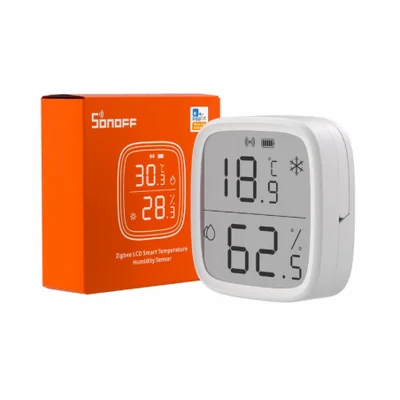 SONOFF
30.3 °C
28.3 %
Zigbee LCD Smart Temperature
Humidity Sensor
18.9 °C
62.5 %